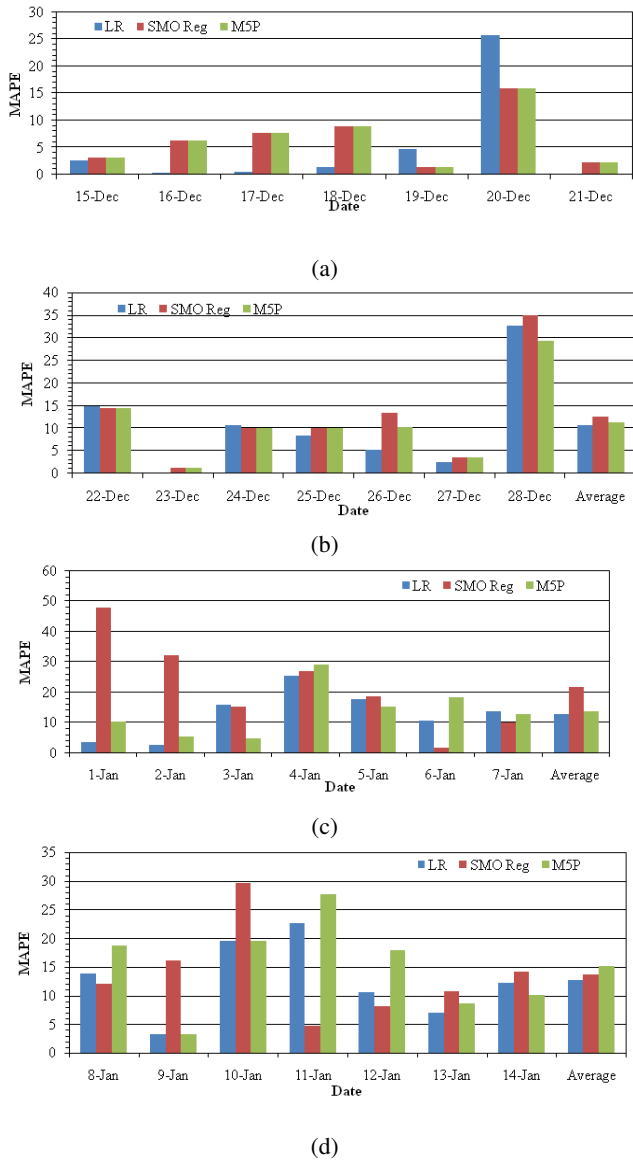 30
25
20
15
10
5
0
MAPE
LR SMO Reg M5P
15-Dec 16-Dec 17-Dec 18-Dec 19-Dec 20-Dec 21-Dec
Date
(a)
40
35
30
25
20
15
10
5
0
MAPE
LR SMO Reg M5P
22-Dec 23-Dec 24-Dec 25-Dec 26-Dec 27-Dec 28-Dec Average
Date
(b)
60
50
40
30
20
10
0
MAPE
LR SMO Reg M5P
1-Jan 2-Jan 3-Jan 4-Jan 5-Jan 6-Jan 7-Jan Average
Date
(c)
35
30
25
20
15
10
5
0
MAPE
LR SMO Reg M5P
8-Jan 9-Jan 10-Jan 11-Jan 12-Jan 13-Jan 14-Jan Average
Date
(d)